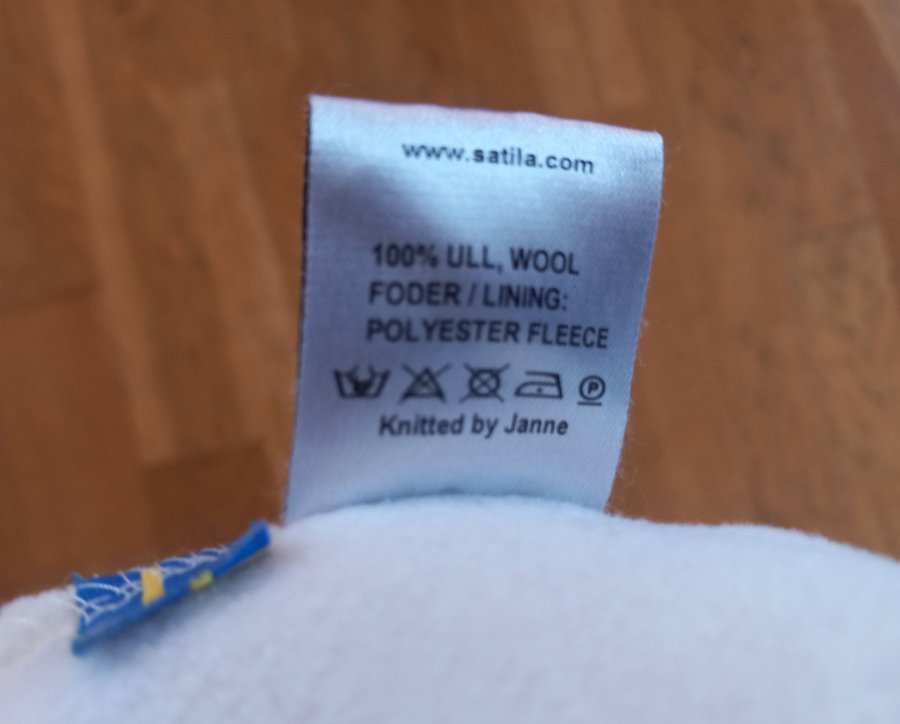 www.satila.com
100% ULL, WOOL
FODER / LINING:
POLYESTER FLEECE
P
Knitted by Janne